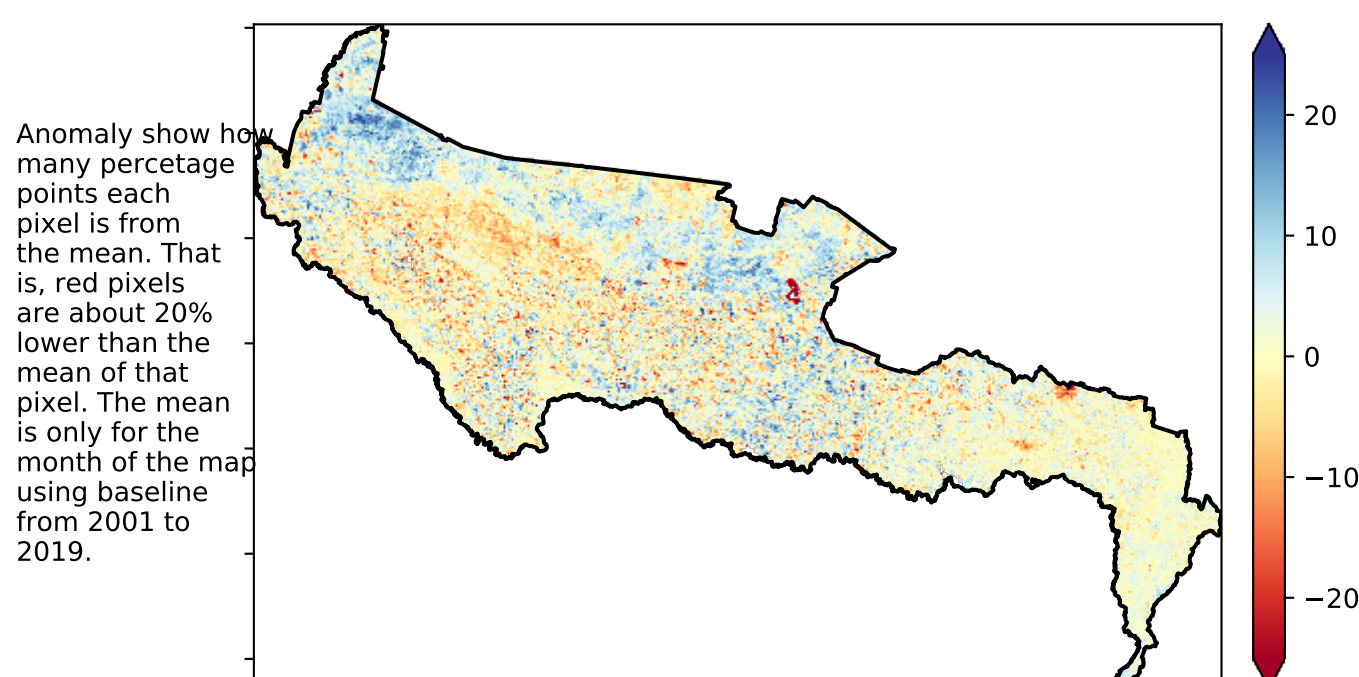 Anomaly show how
many percetage
points each
pixel is from
the mean. That
is, red pixels
are about 20%
lower than the
mean of that
pixel. The mean
is only for the
month of the map
using baseline
from 2001 to
2019.
20
10
0
−10
−20